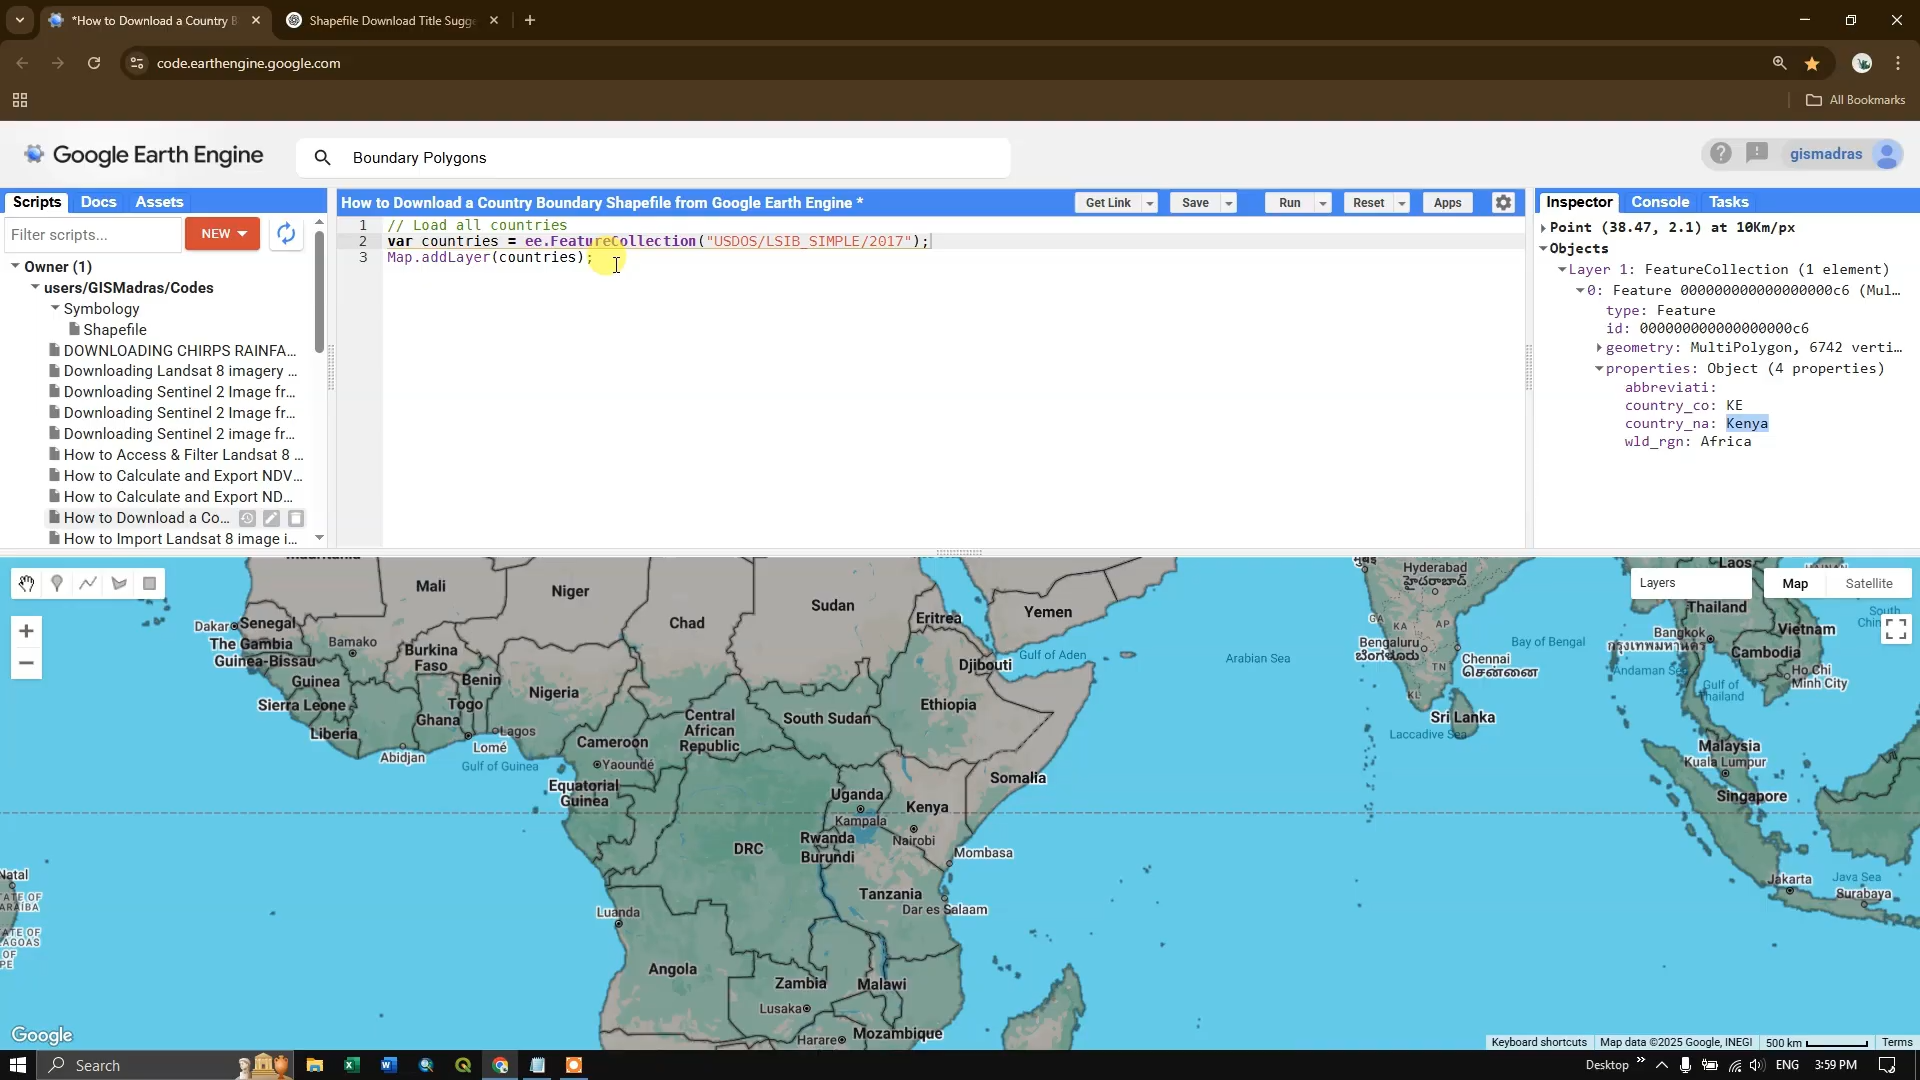 *How to Download a Country B
Shapefile Download Title Sugg
code.earthengine.google.com
All Bookmarks
Google Earth Engine
Boundary Polygons
gismadras
Scripts Docs Assets
Filter scripts...
NEW
Owner (1)
users/GISMadras/Codes
Symbology
Shapefile
DOWNLOADING CHIRPS RAINFA...
Downloading Landsat 8 imagery ...
Downloading Sentinel 2 Image fr...
Downloading Sentinel 2 Image fr...
Downloading Sentinel 2 image fr...
How to Access & Filter Landsat 8 ...
How to Calculate and Export NDV...
How to Calculate and Export ND...
How to Download a Co...
How to Import Landsat 8 image i...
How to Download a Country Boundary Shapefile from Google Earth Engine *
Get Link Save Run Reset Apps
1 // Load all countries
2 var countries = ee.FeatureCollection("USDOS/LSIB_SIMPLE/2017");
3 Map.addLayer(countries);
Inspector Console Tasks
Point (38.47, 2.1) at 10Km/px
Objects
Layer 1: FeatureCollection (1 element)
0: Feature 000000000000000000c6 (Mul...
type: Feature
id: 000000000000000000c6
geometry: MultiPolygon, 6742 verti...
properties: Object (4 properties)
abbreviati:
country_co: KE
country_na: Kenya
wld_rgn: Africa
Layers
Map Satellite
Mali
Niger
Chad
Sudan
Eritrea
Yemen
Gulf of Aden
Djibouti
Dakar
Senegal
The Gambia
Guinea-Bissau
Bamako
Burkina
Faso
Guinea
Sierra Leone
Liberia
Benin
Togo
Ghana
Abidjan
Lagos
Lomé
Gulf of Guinea
Nigeria
Cameroon
Yaoundé
Equatorial
Guinea
Central
African
Republic
South Sudan
Ethiopia
Somalia
Uganda
Kampala
Kenya
Nairobi
Rwanda
Burundi
Mombasa
DRC
Tanzania
Dar es Salaam
Luanda
Angola
Zambia
Lusaka
Malawi
Harare
Mozambique
Natal
Arabian Sea
Hyderabad
GA
KA
AP
Bengaluru
ಬೆಂಗಳೂರು
TN
KL
Chennai
சென்னை
Bay of Bengal
Sri Lanka
Laccadive Sea
Laos
Thailand
Bangkok
Andaman Sea
Gulf of
Thailand
Vietnam
Cambodia
Ho Chi
Minh City
Malaysia
Kuala Lumpur
Singapore
Jakarta
Java Sea
Surabaya
Google
Keyboard shortcuts
Map data ©2025 Google, INEGI
500 km
Terms
Search
Desktop
ENG
3:59 PM